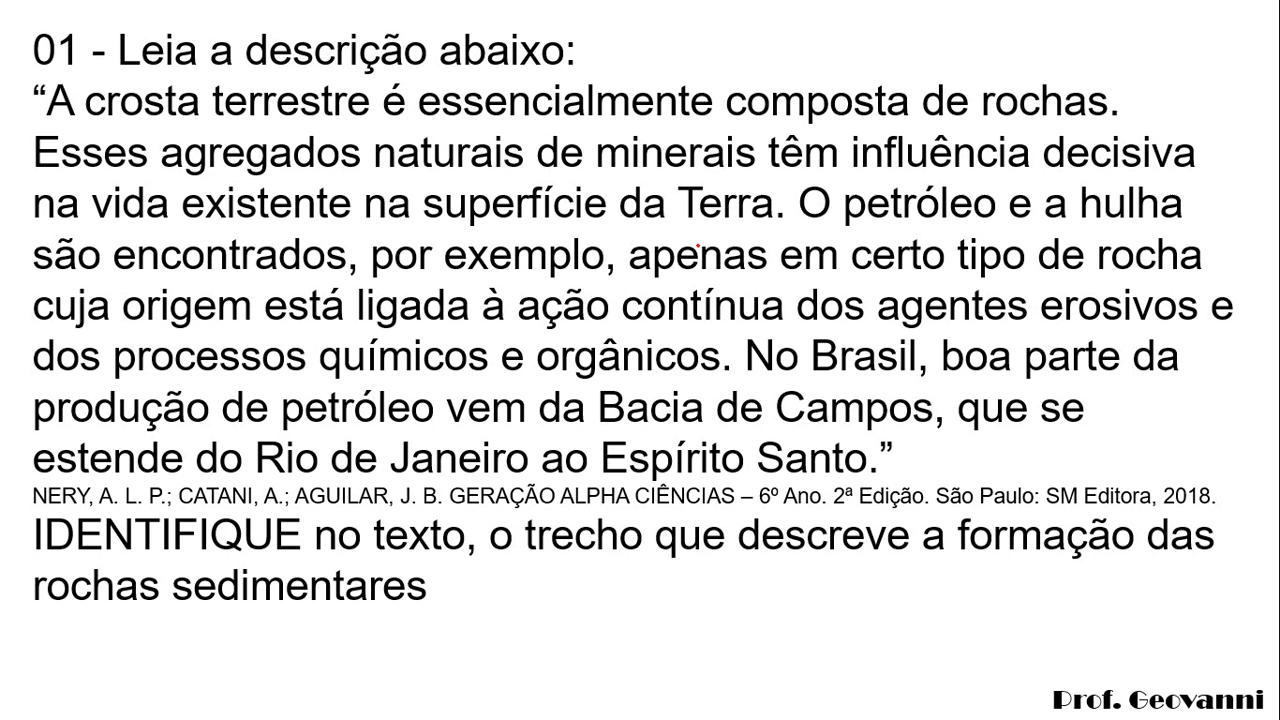 01 - Leia a descrição abaixo:
“A crosta terrestre é essencialmente composta de rochas.
Esses agregados naturais de minerais têm influência decisiva
na vida existente na superfície da Terra. O petróleo e a hulha
são encontrados, por exemplo, apenas em certo tipo de rocha
cuja origem está ligada à ação contínua dos agentes erosivos e
dos processos químicos e orgânicos. No Brasil, boa parte da
produção de petróleo vem da Bacia de Campos, que se
estende do Rio de Janeiro ao Espírito Santo.”
NERY, A. L. P.; CATANI, A.; AGUILAR, J. B. GERAÇÃO ALPHA CIÊNCIAS – 6º Ano. 2ª Edição. São Paulo: SM Editora, 2018.
IDENTIFIQUE no texto, o trecho que descreve a formação das
rochas sedimentares
Prof. Geovanni